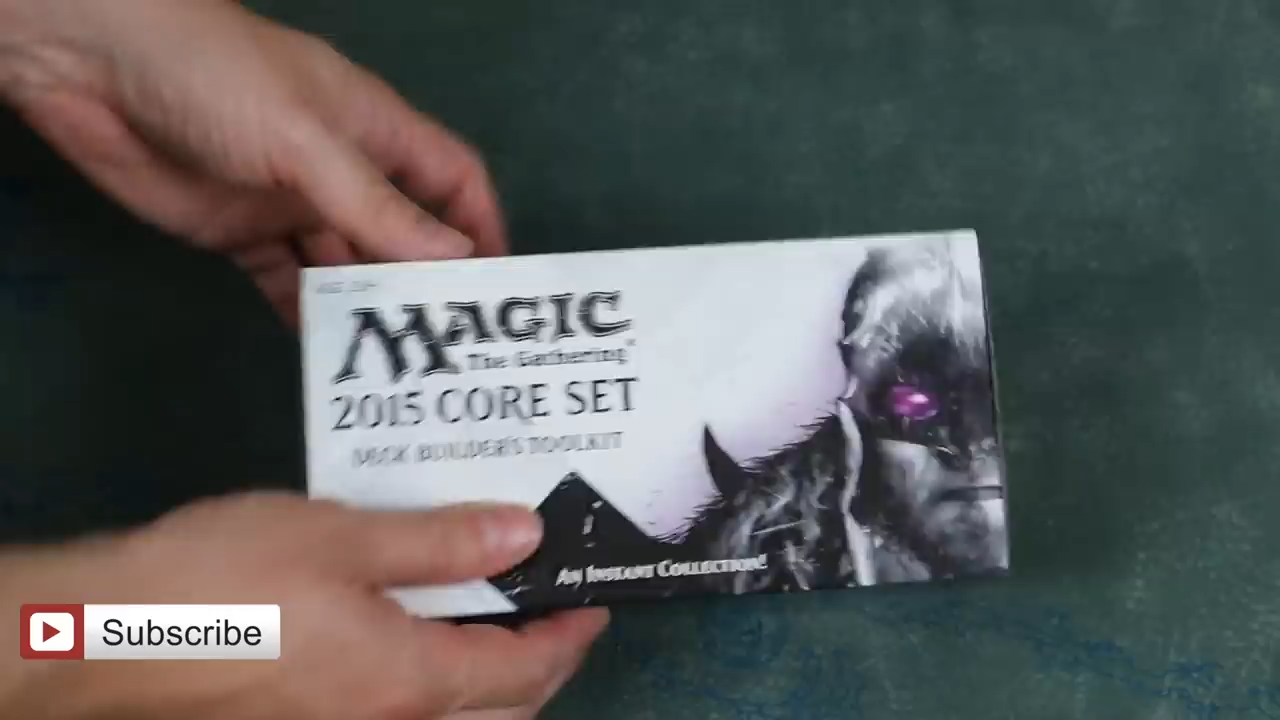 MAGIC
The Gathering
2015 CORE SET
DECK BUILDER'S TOOLKIT
AN INSTANT COLLECTION!
Subscribe